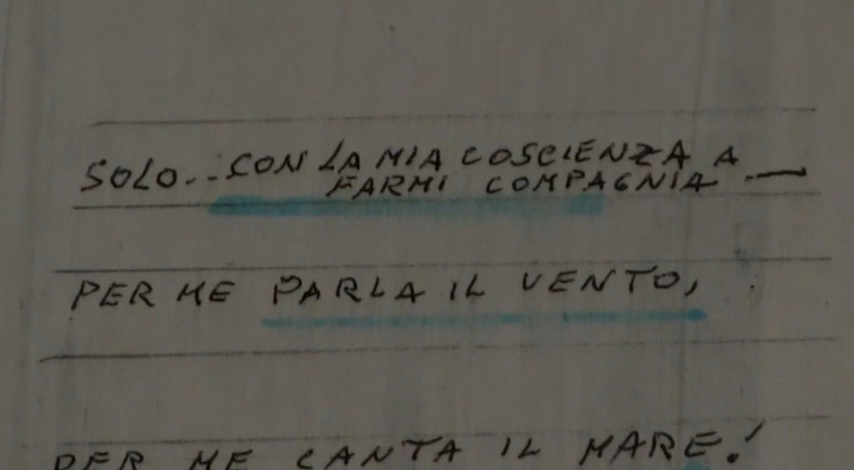 SOLO...CON LA MIA COSCIENZA A
FARMI COMPAGNIA.—
PER ME PARLA IL VENTO,
PER ME CANTA IL MARE!